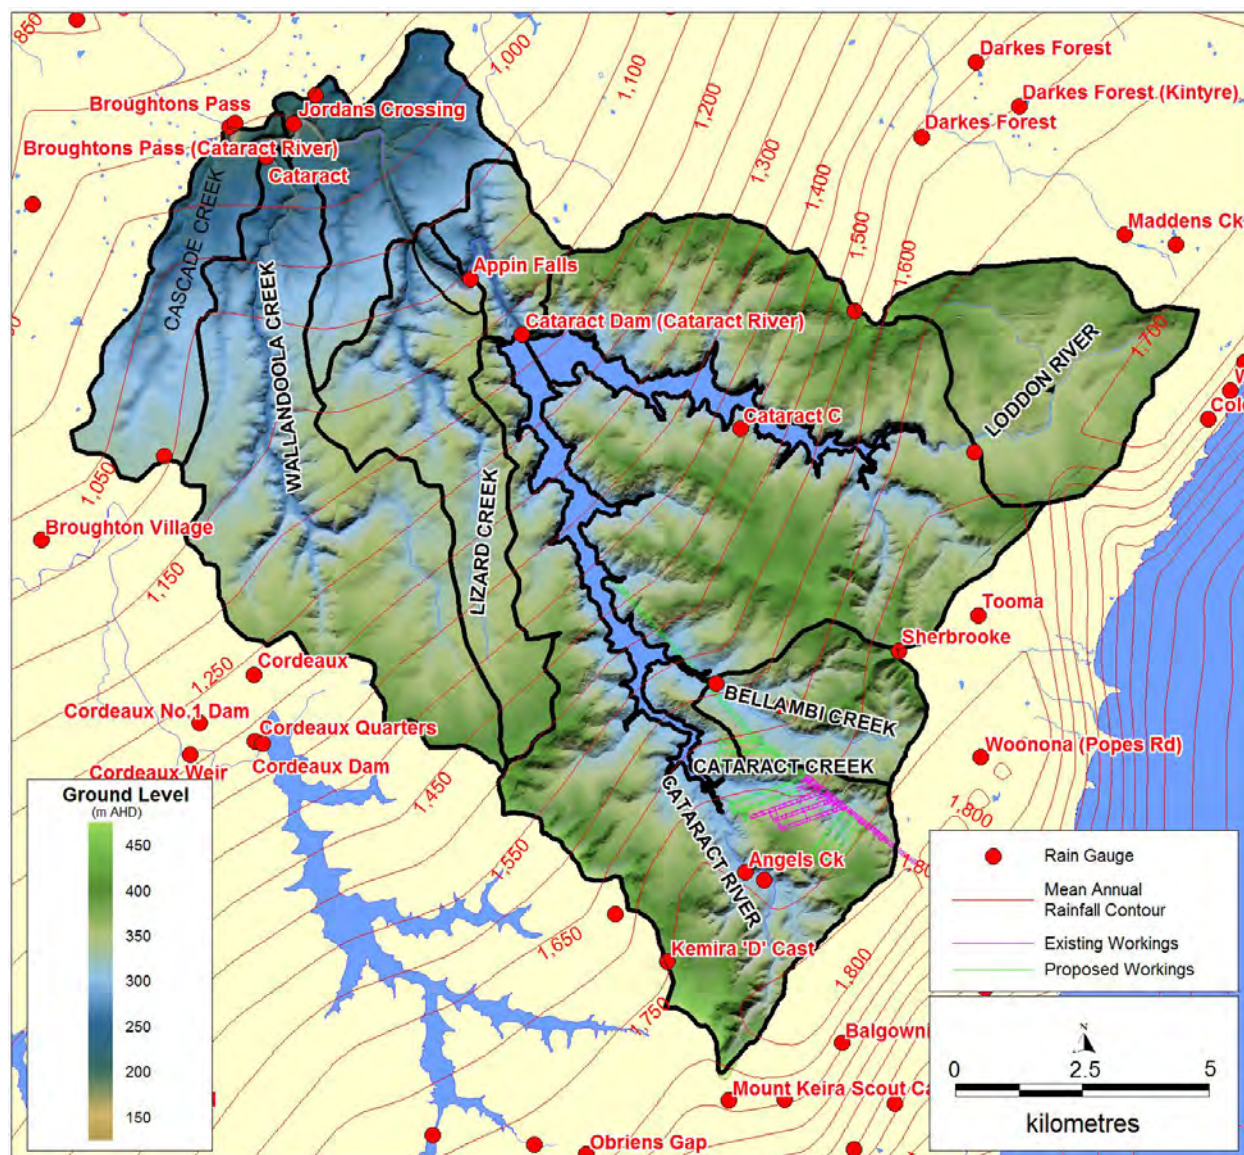 850
1,000
1,100
1,200
1,300
1,400
1,500
1,600
1,700
Darkes Forest
Darkes Forest (Kintyre)
Darkes Forest
Broughtons Pass
Jordans Crossing
Broughtons Pass (Cataract River)
Cataract
Maddens Ck
CASCADE CREEK
WALLANDOOLA CREEK
Appin Falls
Cataract Dam (Cataract River)
LODDON RIVER
Cataract C
LIZARD CREEK
1,050
Broughton Village
1,150
Tooma
Sherbrooke
1,250
Cordeaux
BELLAMBI CREEK
Cordeaux No.1 Dam
Cordeaux Quarters
Cordeaux Weir
Cordeaux Dam
Woonona (Popes Rd)
CATARACT CREEK
CATARACT RIVER
1,450
1,800
1,550
Angels Ck
1,650
Kemira 'D' Cast
1,800
1,750
Balgowni
Mount Keira Scout Ca
Obriens Gap
Ground Level
(m AHD)
450
400
350
300
250
200
150
Rain Gauge
Mean Annual
Rainfall Contour
Existing Workings
Proposed Workings
N
0 2.5 5
kilometres